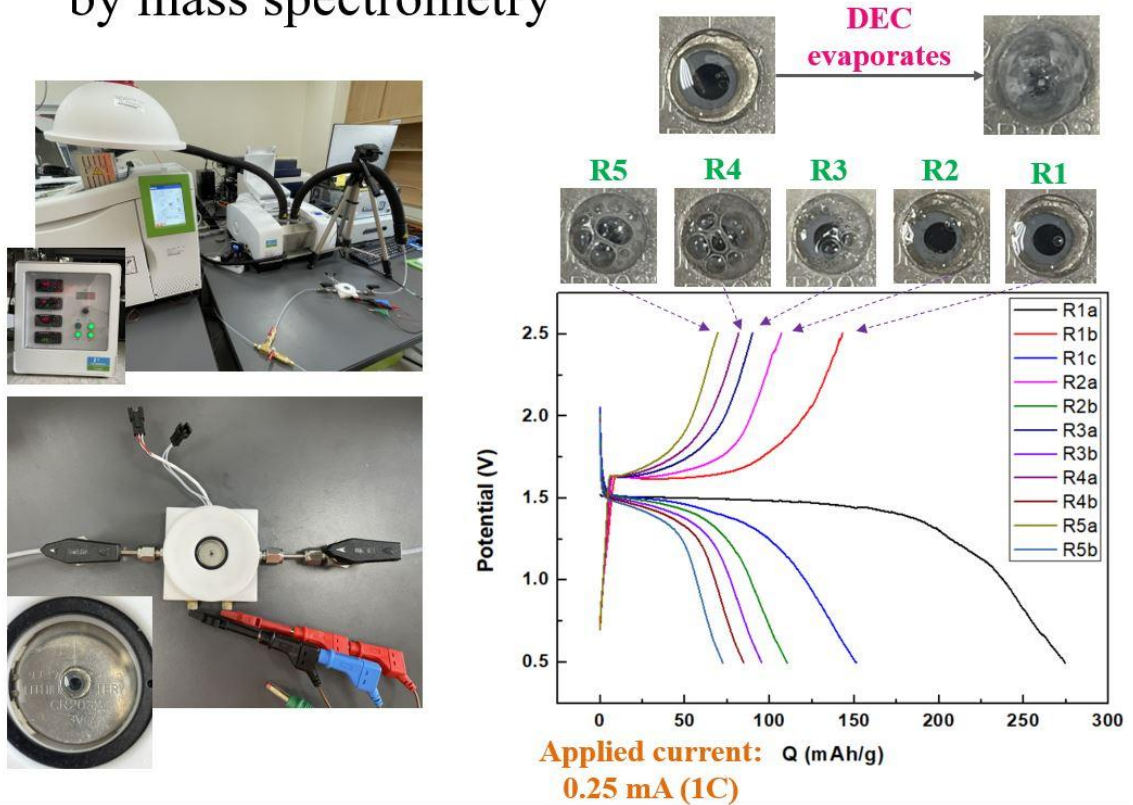 by mass spectrometry
DEC
evaporates
R5 R4 R3 R2 R1
2.5
2.0
1.5
1.0
0.5
Potential (V)
R1a
R1b
R1c
R2a
R2b
R3a
R3b
R4a
R4b
R5a
R5b
0 50 100 150 200 250 300
Q (mAh/g)
Applied current:
0.25 mA (1C)